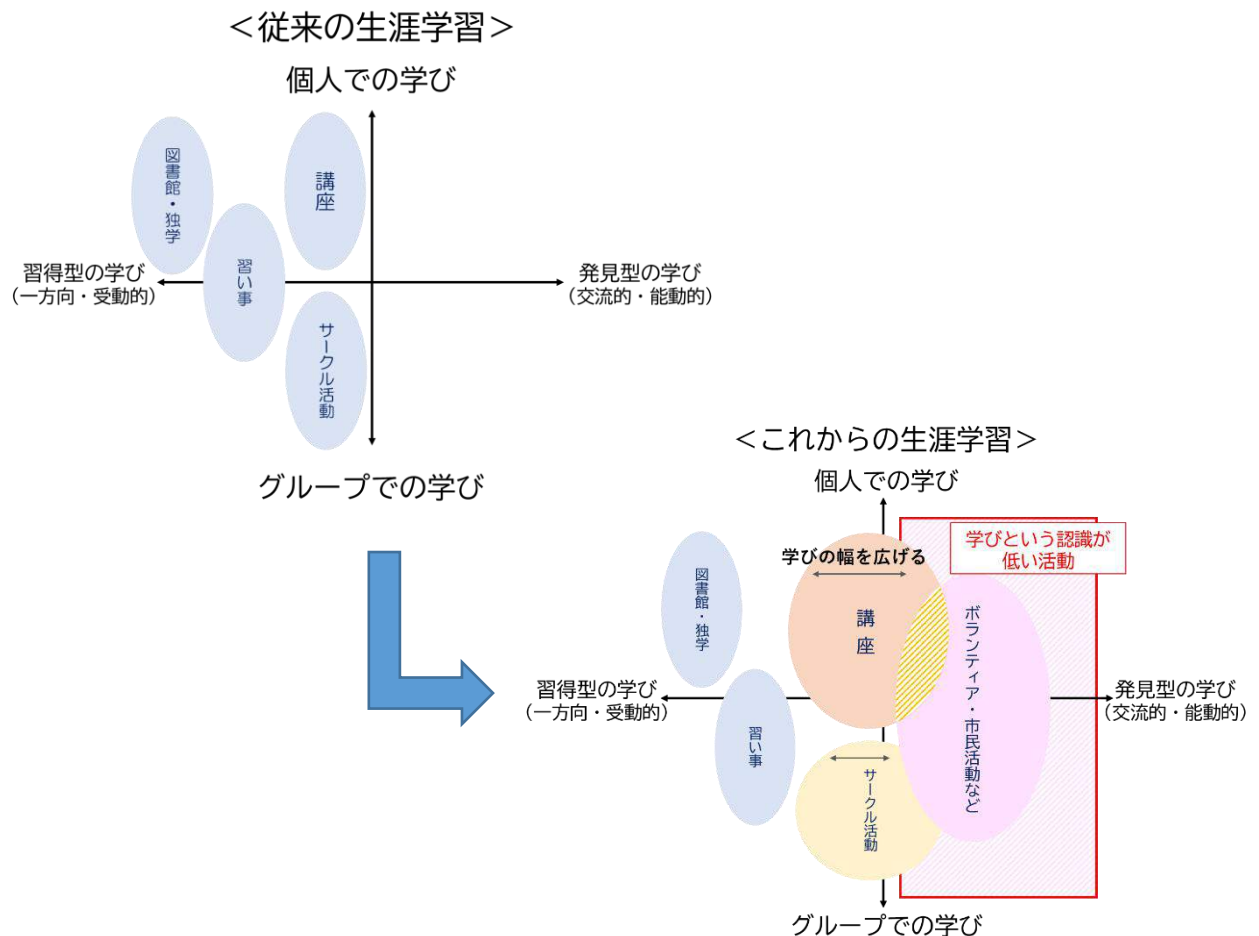 ＜従来の生涯学習＞
個人での学び
図書館・独学
講座
習い事
習得型の学び
（一方向・受動的）
発見型の学び
（交流的・能動的）
サークル活動
グループでの学び
＜これからの生涯学習＞
個人での学び
学びという認識が
低い活動
学びの幅を広げる
図書館・独学
講座
ボランティア・市民活動など
習得型の学び
（一方向・受動的）
発見型の学び
（交流的・能動的）
習い事
サークル活動
グループでの学び